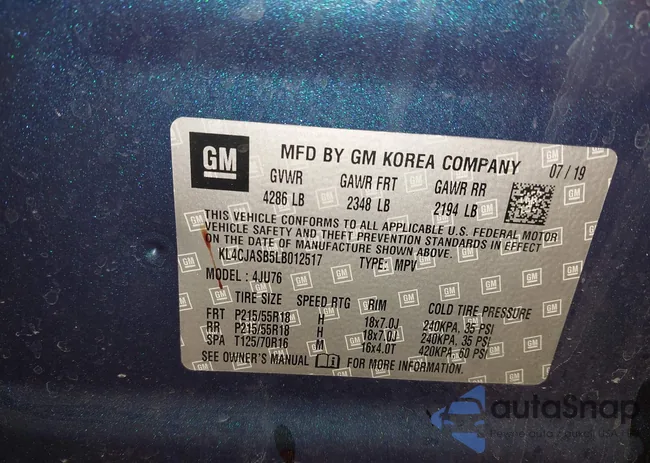 GM
MFD BY GM KOREA COMPANY 07 / 19
GVWR GAWR FRT GAWR RR
4286 LB 2348 LB 2194 LB
THIS VEHICLE CONFORMS TO ALL APPLICABLE U.S. FEDERAL MOTOR
VEHICLE SAFETY AND THEFT PREVENTION STANDARDS IN EFFECT
ON THE DATE OF MANUFACTURE SHOWN ABOVE.
KL4CJASB5LB012517 TYPE: MPV
MODEL : 4JU76
TIRE SIZE SPEED RTG RIM COLD TIRE PRESSURE
FRT P215/55R18 H 18x7.0J 240KPA, 35 PSI
RR P215/55R18 H 18x7.0J 240KPA, 35 PSI
SPA T125/70R16 M 16x4.0T 420KPA, 60 PSI
SEE OWNER'S MANUAL FOR MORE INFORMATION.
autaSnap